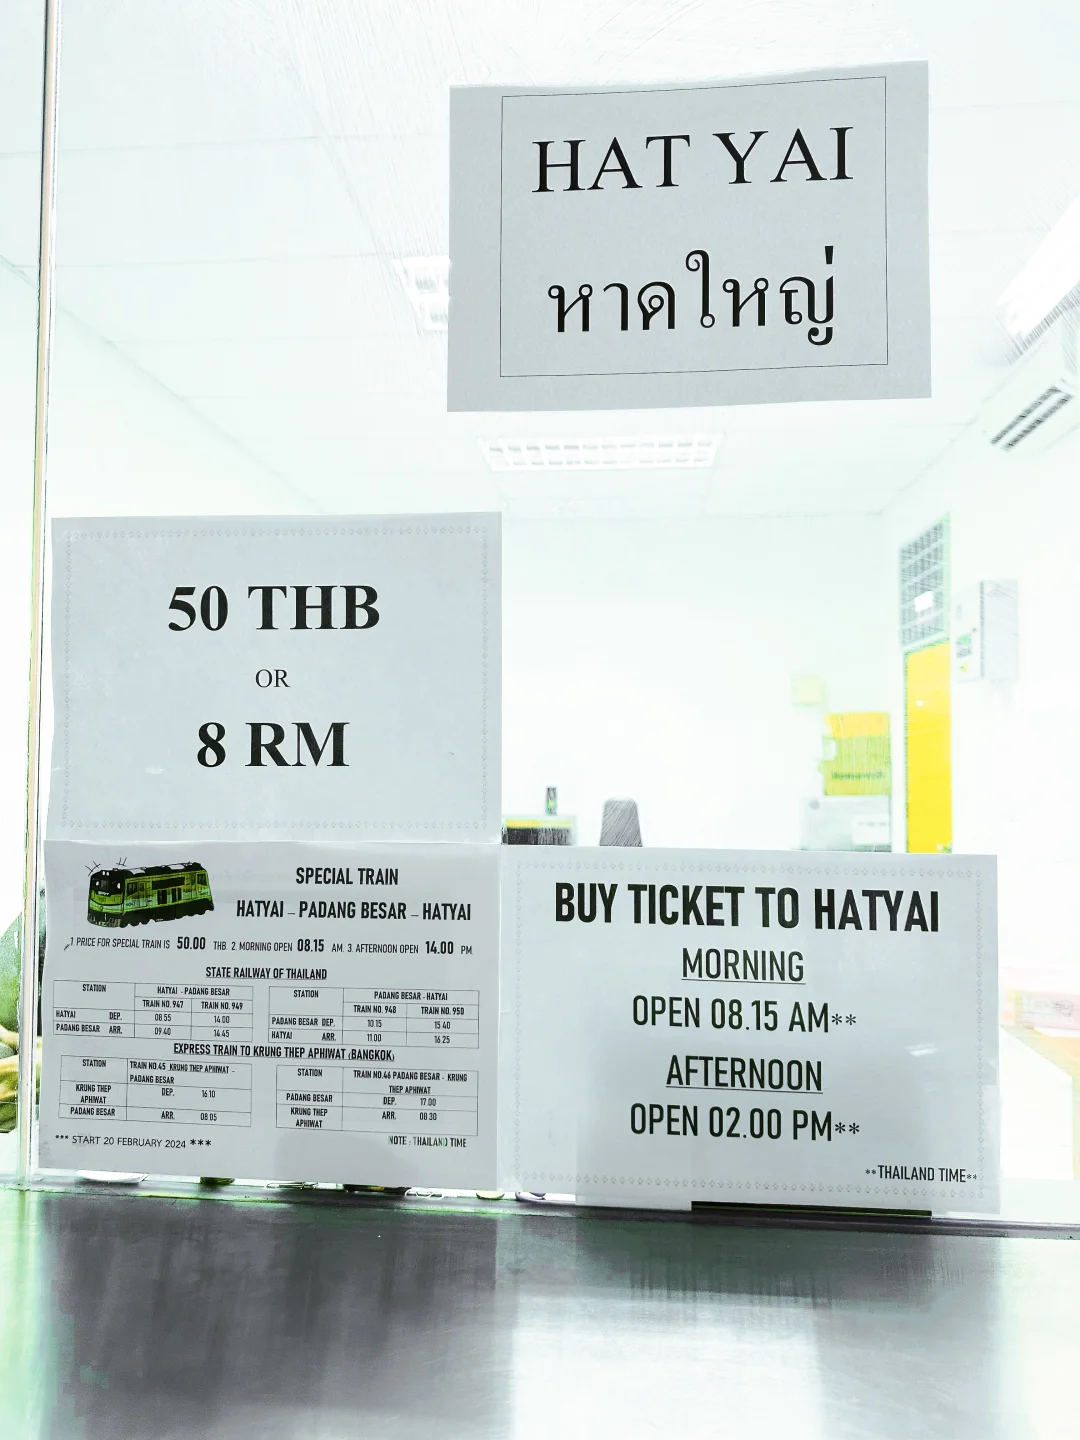 HAT YAI
หาดใหญ่
50 THB
OR
8 RM
SPECIAL TRAIN
HATYAI – PADANG BESAR – HATYAI
1 PRICE FOR SPECIAL TRAIN IS 50.00 THB. 2. MORNING OPEN 08.15 AM. 3. AFTERNOON OPEN 14.00 PM.
STATE RAILWAY OF THAILAND
STATION HATYAI - PADANG BESAR
TRAIN NO. 947 TRAIN NO. 949
HATYAI DEP. 08.55 14.00
PADANG BESAR ARR. 09.40 14.45
STATION PADANG BESAR - HATYAI
TRAIN NO. 948 TRAIN NO. 950
PADANG BESAR DEP. 10.15 15.40
HATYAI ARR. 11.00 16.25
EXPRESS TRAIN TO KRUNG THEP APHIWAT (BANGKOK)
STATION TRAIN NO.45 KRUNG THEP APHIWAT –
PADANG BESAR
KRUNG THEP
APHIWAT DEP. 16.10
PADANG BESAR ARR. 08.05
STATION TRAIN NO.46 PADANG BESAR - KRUNG
THEP APHIWAT
PADANG BESAR DEP. 17.00
KRUNG THEP
APHIWAT ARR. 08.30
*** START 20 FEBRUARY 2024 ***
NOTE : THAILAND TIME
BUY TICKET TO HATYAI
MORNING
OPEN 08.15 AM**
AFTERNOON
OPEN 02.00 PM**
**THAILAND TIME**